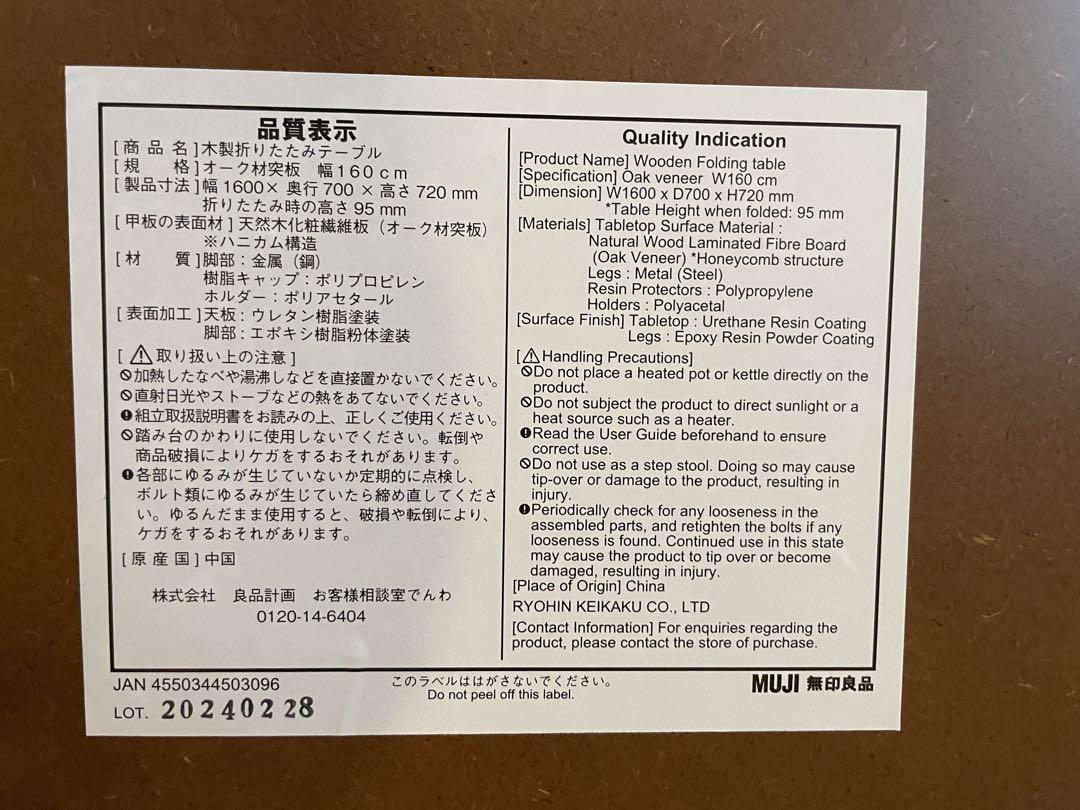 品質表示
[商 品 名]木製折りたたみテーブル
[規　　格]オーク材突板　幅160cm
[製品寸法]幅1600×奥行700×高さ720 mm
折りたたみ時の高さ95 mm
[甲板の表面材]天然木化粧繊維板（オーク材突板）
※ハニカム構造
[材　　質]脚部：金属（鋼）
樹脂キャップ：ポリプロピレン
ホルダー：ポリアセタール
[表面加工]天板：ウレタン樹脂塗装
脚部：エポキシ樹脂粉体塗装
[⚠取り扱い上の注意]
加熱したなべや湯沸しなどを直接置かないでください。
直射日光やストーブなどの熱をあてないでください。
組立取扱説明書をお読みの上、正しくご使用ください。
踏み台のかわりに使用しないでください。転倒や
商品破損によりケガをするおそれがあります。
各部にゆるみが生じていないか定期的に点検し、
ボルト類にゆるみが生じていたら締め直してくださ
い。ゆるんだまま使用すると、破損や転倒により、
ケガをするおそれがあります。
[原 産 国]中国
株式会社　良品計画　お客様相談室でんわ
0120-14-6404
Quality Indication
[Product Name] Wooden Folding table
[Specification] Oak veneer W160 cm
[Dimension] W1600 x D700 x H720 mm
*Table Height when folded: 95 mm
[Materials] Tabletop Surface Material :
Natural Wood Laminated Fibre Board
(Oak Veneer) *Honeycomb structure
Legs : Metal (Steel)
Resin Protectors : Polypropylene
Holders : Polyacetal
[Surface Finish] Tabletop : Urethane Resin Coating
Legs : Epoxy Resin Powder Coating
[⚠Handling Precautions]
Do not place a heated pot or kettle directly on the
product.
Do not subject the product to direct sunlight or a
heat source such as a heater.
Read the User Guide beforehand to ensure
correct use.
Do not use as a step stool. Doing so may cause
tip-over or damage to the product, resulting in
injury.
Periodically check for any looseness in the
assembled parts, and retighten the bolts if any
looseness is found. Continued use in this state
may cause the product to tip over or become
damaged, resulting in injury.
[Place of Origin] China
RYOHIN KEIKAKU CO., LTD
[Contact Information] For enquiries regarding the
product, please contact the store of purchase.
JAN 4550344503096
LOT. 20240228
このラベルははがさないでください。
Do not peel off this label.
MUJI 無印良品